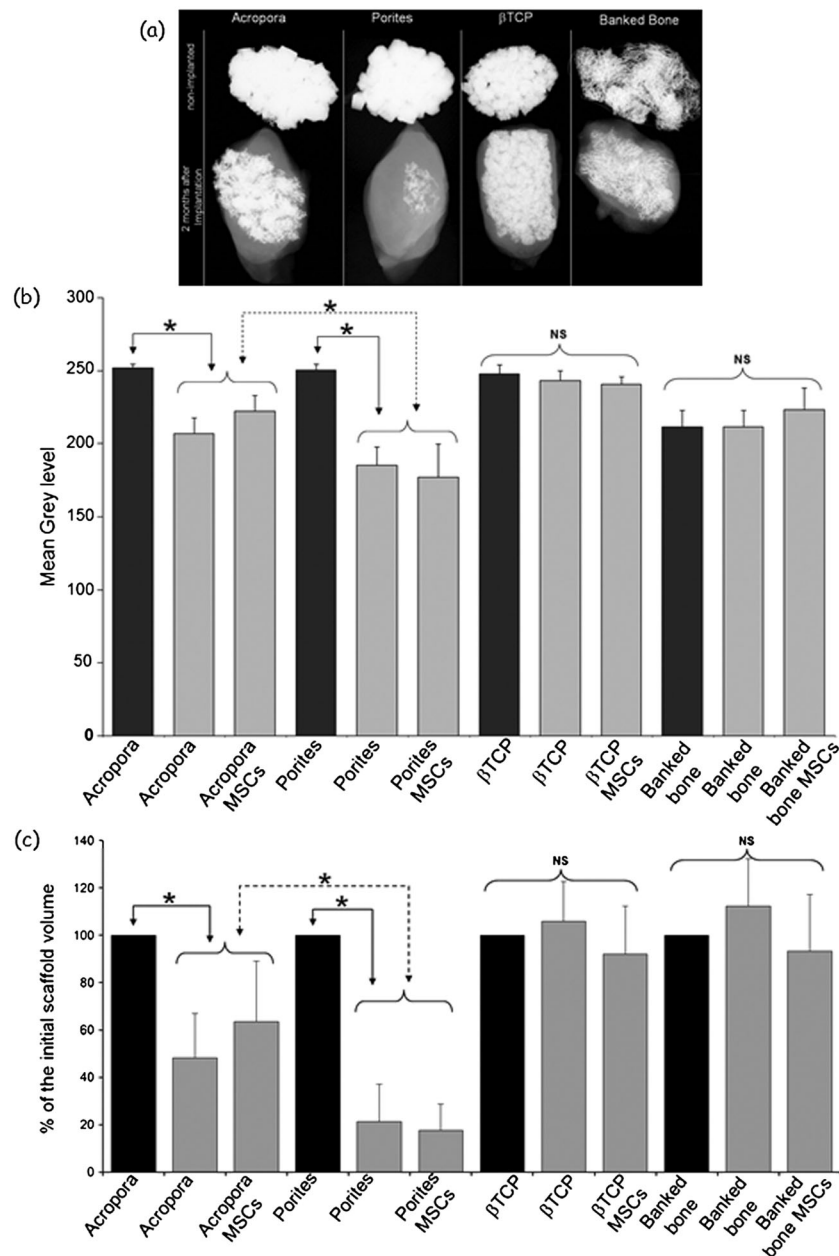 (a)
Acropora Porites βTCP Banked Bone
non-implanted
2 months after
Implantation
(b)
300
250
200
150
100
50
0
Mean Grey level
*
*
*
NS
NS
Acropora
Acropora
Acropora
MSCs
Porites
Porites
Porites
MSCs
βTCP
βTCP
βTCP
MSCs
Banked
bone
Banked
bone
Banked
bone MSCs
(c)
140
120
100
80
60
40
20
0
% of the initial scaffold volume
*
*
*
NS
NS
Acropora
Acropora
Acropora
MSCs
Porites
Porites
Porites
MSCs
βTCP
βTCP
βTCP
MSCs
Banked
bone
Banked
bone
Banked
bone MSCs